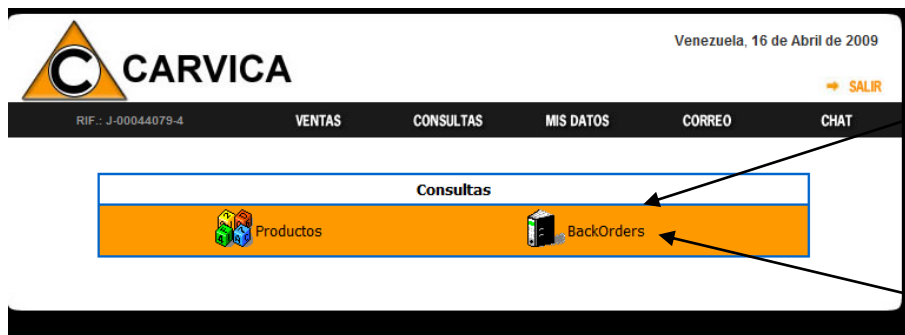 Venezuela, 16 de Abril de 2009
C CARVICA
SALIR
RIF.: J-00044079-4 VENTAS CONSULTAS MIS DATOS CORREO CHAT
Consultas
Productos BackOrders